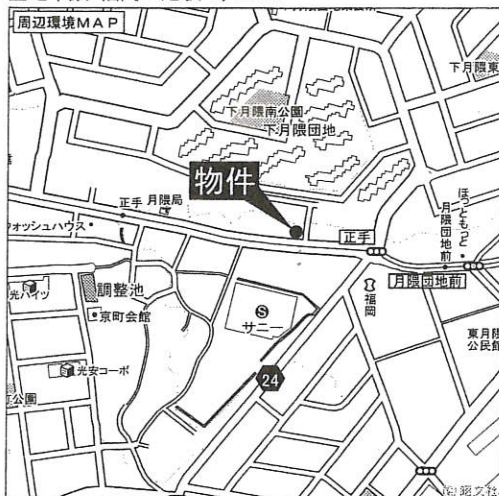 周辺環境MAP
下月隈東
下月隈南公園
下月隈団地
物件
正手
月隈局
ウォッシュハウス
正手
月隈団地前
ほっともっと
月隈団地前
光ハイツ
調整池
京町会館
サニー
福岡
東月隈
公民館
光安コーポ
24
公園